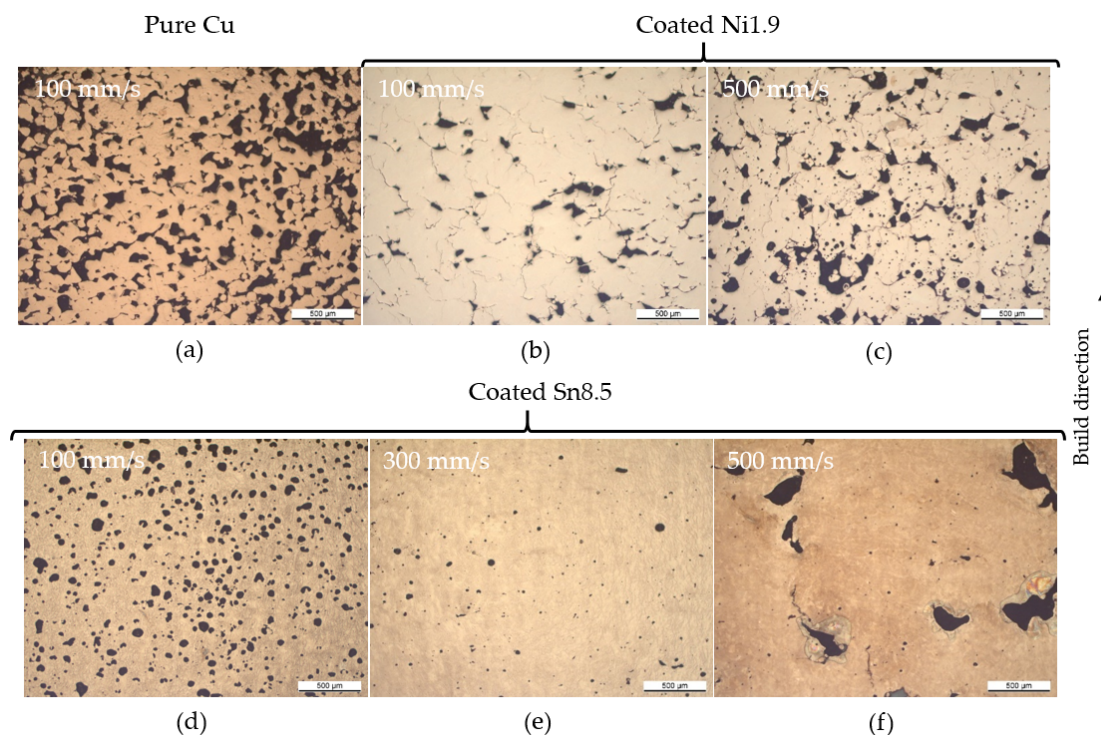 Pure Cu
Coated Ni1.9
100 mm/s
100 mm/s
500 mm/s
500 µm
500 µm
500 µm
(a)
(b)
(c)
Build direction
Coated Sn8.5
100 mm/s
300 mm/s
500 mm/s
500 µm
500 µm
500 µm
(d)
(e)
(f)